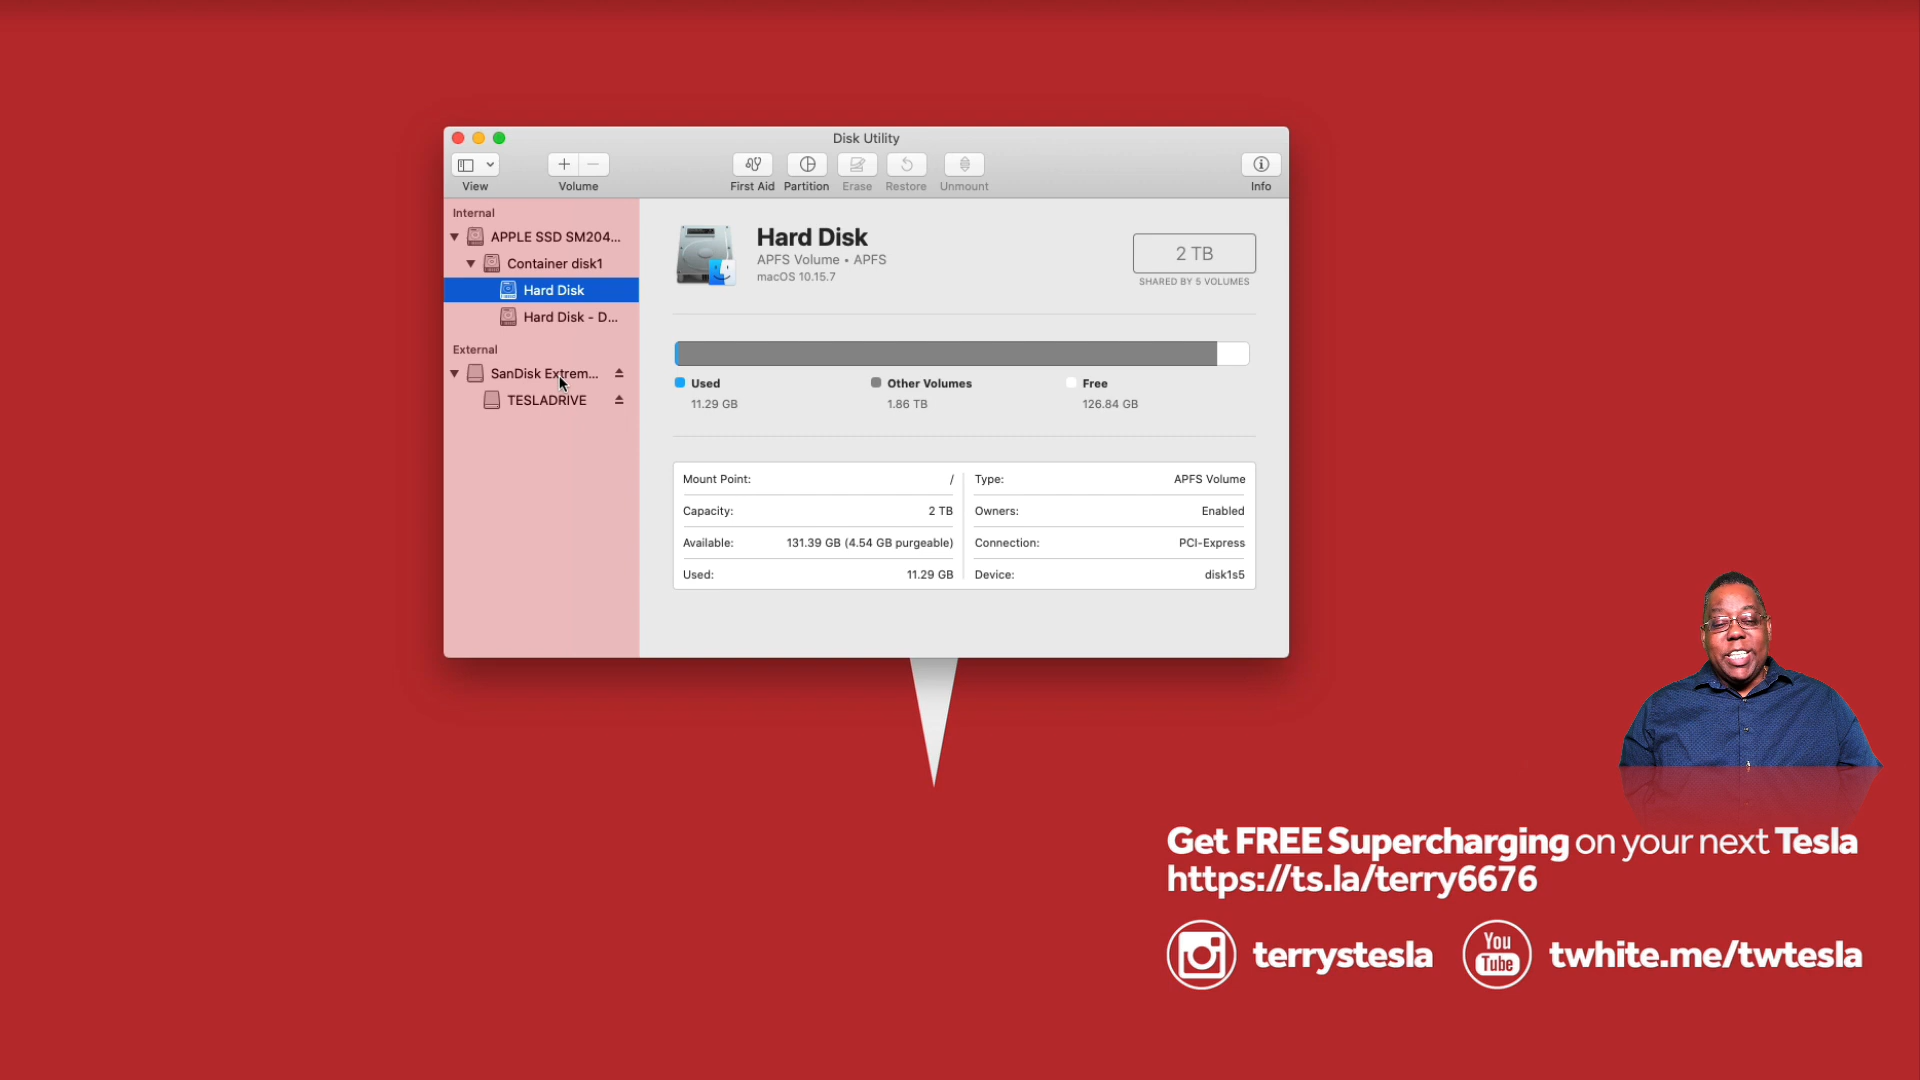 Disk Utility
View
Volume
First Aid
Partition
Erase
Restore
Unmount
Info
Internal
APPLE SSD SM204...
Container disk1
Hard Disk
Hard Disk - D...
External
SanDisk Extrem...
TESLADRIVE
Hard Disk
APFS Volume • APFS
macOS 10.15.7
2 TB
SHARED BY 5 VOLUMES
Used
11.29 GB
Other Volumes
1.86 TB
Free
126.84 GB
Mount Point: /
Capacity: 2 TB
Available: 131.39 GB (4.54 GB purgeable)
Used: 11.29 GB
Type: APFS Volume
Owners: Enabled
Connection: PCI-Express
Device: disk1s5
Get FREE Supercharging on your next Tesla
https://ts.la/terry6676
terrystesla
You
Tube
twhite.me/twtesla